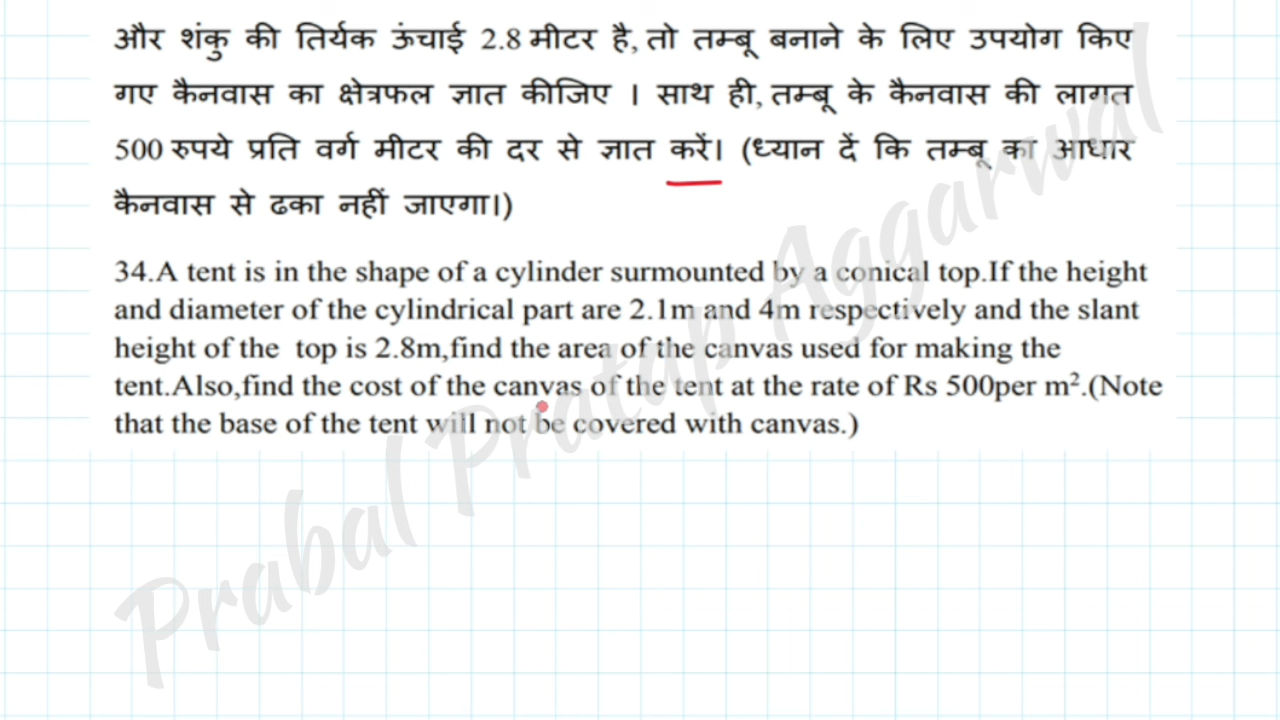 और शंकु की तिर्यक ऊंचाई 2.8 मीटर है, तो तम्बू बनाने के लिए उपयोग किए
गए कैनवास का क्षेत्रफल ज्ञात कीजिए । साथ ही, तम्बू के कैनवास की लागत
500 रुपये प्रति वर्ग मीटर की दर से ज्ञात करें। (ध्यान दें कि तम्बू का आधार
कैनवास से ढका नहीं जाएगा।)
34.A tent is in the shape of a cylinder surmounted by a conical top.If the height
and diameter of the cylindrical part are 2.1m and 4m respectively and the slant
height of the top is 2.8m,find the area of the canvas used for making the
tent.Also,find the cost of the canvas of the tent at the rate of Rs 500per m².(Note
that the base of the tent will not be covered with canvas.)
Prabal Pratap Aggarwal